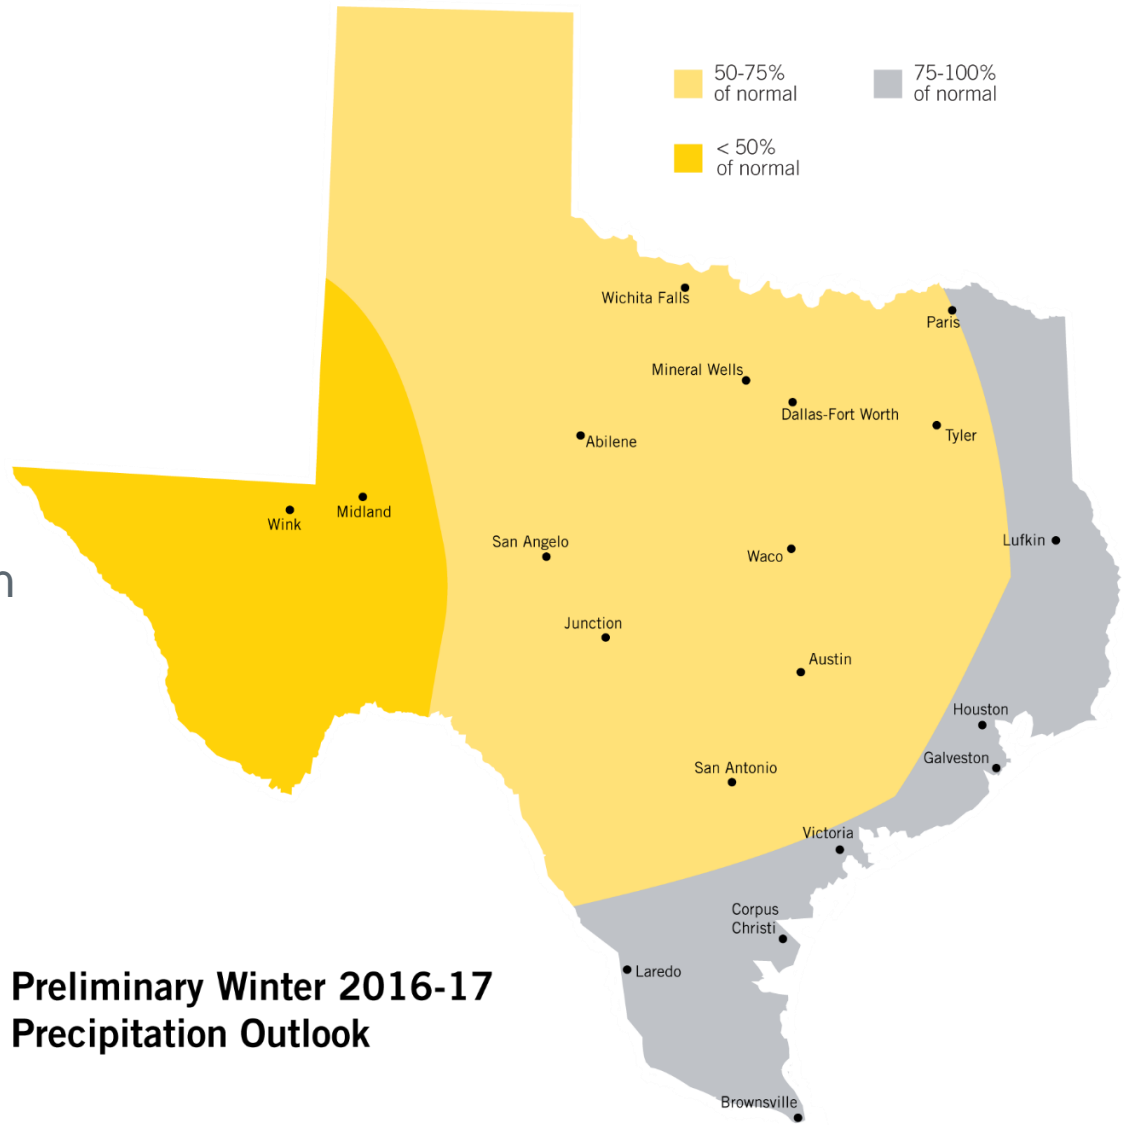 50-75%
of normal
75-100%
of normal
< 50%
of normal
Wichita Falls
Paris
Mineral Wells
Dallas-Fort Worth
Tyler
Abilene
Wink
Midland
San Angelo
Waco
Lufkin
n
Junction
Austin
Houston
Galveston
San Antonio
Victoria
Corpus
Christi
Laredo
Preliminary Winter 2016-17
Precipitation Outlook
Brownsville